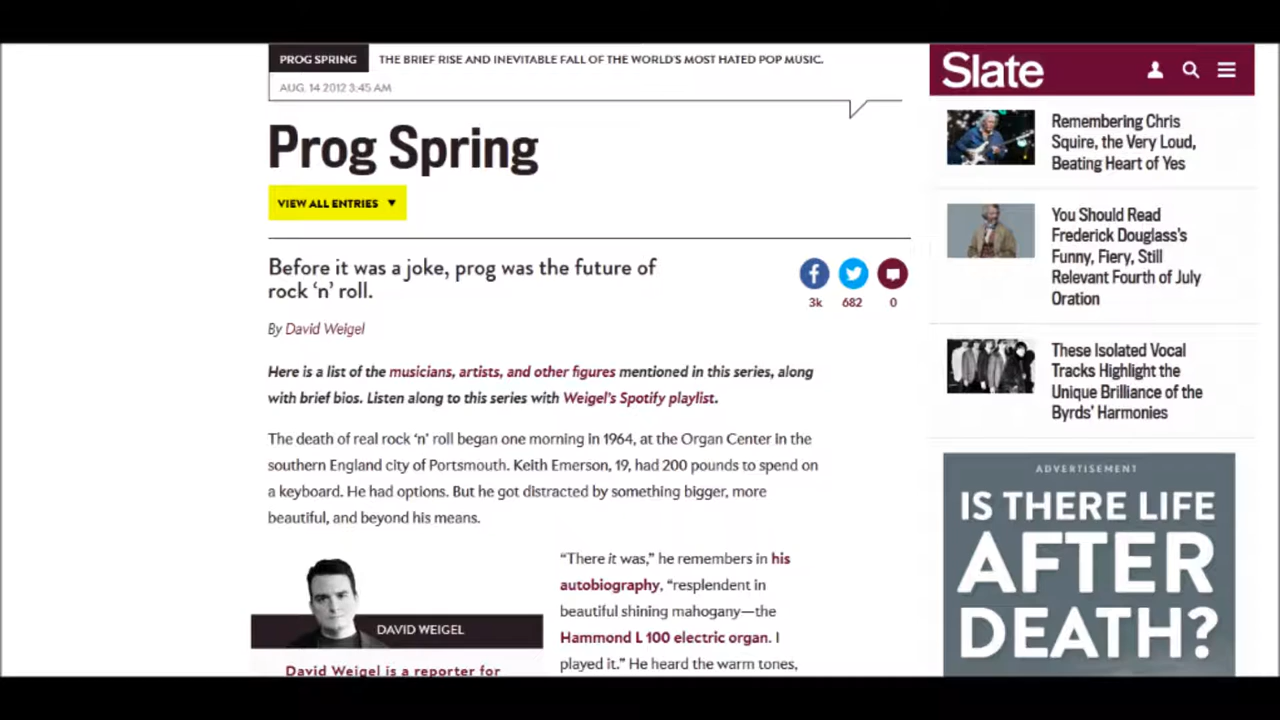 PROG SPRING THE BRIEF RISE AND INEVITABLE FALL OF THE WORLD'S MOST HATED POP MUSIC.
AUG. 14 2012 3:45 AM
Prog Spring
VIEW ALL ENTRIES
Before it was a joke, prog was the future of
rock ‘n’ roll.
3k 682 0
By David Weigel
Here is a list of the musicians, artists, and other figures mentioned in this series, along
with brief bios. Listen along to this series with Weigel's Spotify playlist.
The death of real rock ‘n’ roll began one morning in 1964, at the Organ Center in the
southern England city of Portsmouth. Keith Emerson, 19, had 200 pounds to spend on
a keyboard. He had options. But he got distracted by something bigger, more
beautiful, and beyond his means.
DAVID WEIGEL
David Weigel is a reporter for
“There it was,” he remembers in his
autobiography, “resplendent in
beautiful shining mahogany—the
Hammond L 100 electric organ. I
played it.” He heard the warm tones,
Slate
Remembering Chris
Squire, the Very Loud,
Beating Heart of Yes
You Should Read
Frederick Douglass's
Funny, Fiery, Still
Relevant Fourth of July
Oration
These Isolated Vocal
Tracks Highlight the
Unique Brilliance of the
Byrds' Harmonies
ADVERTISEMENT
IS THERE LIFE
AFTER
DEATH?